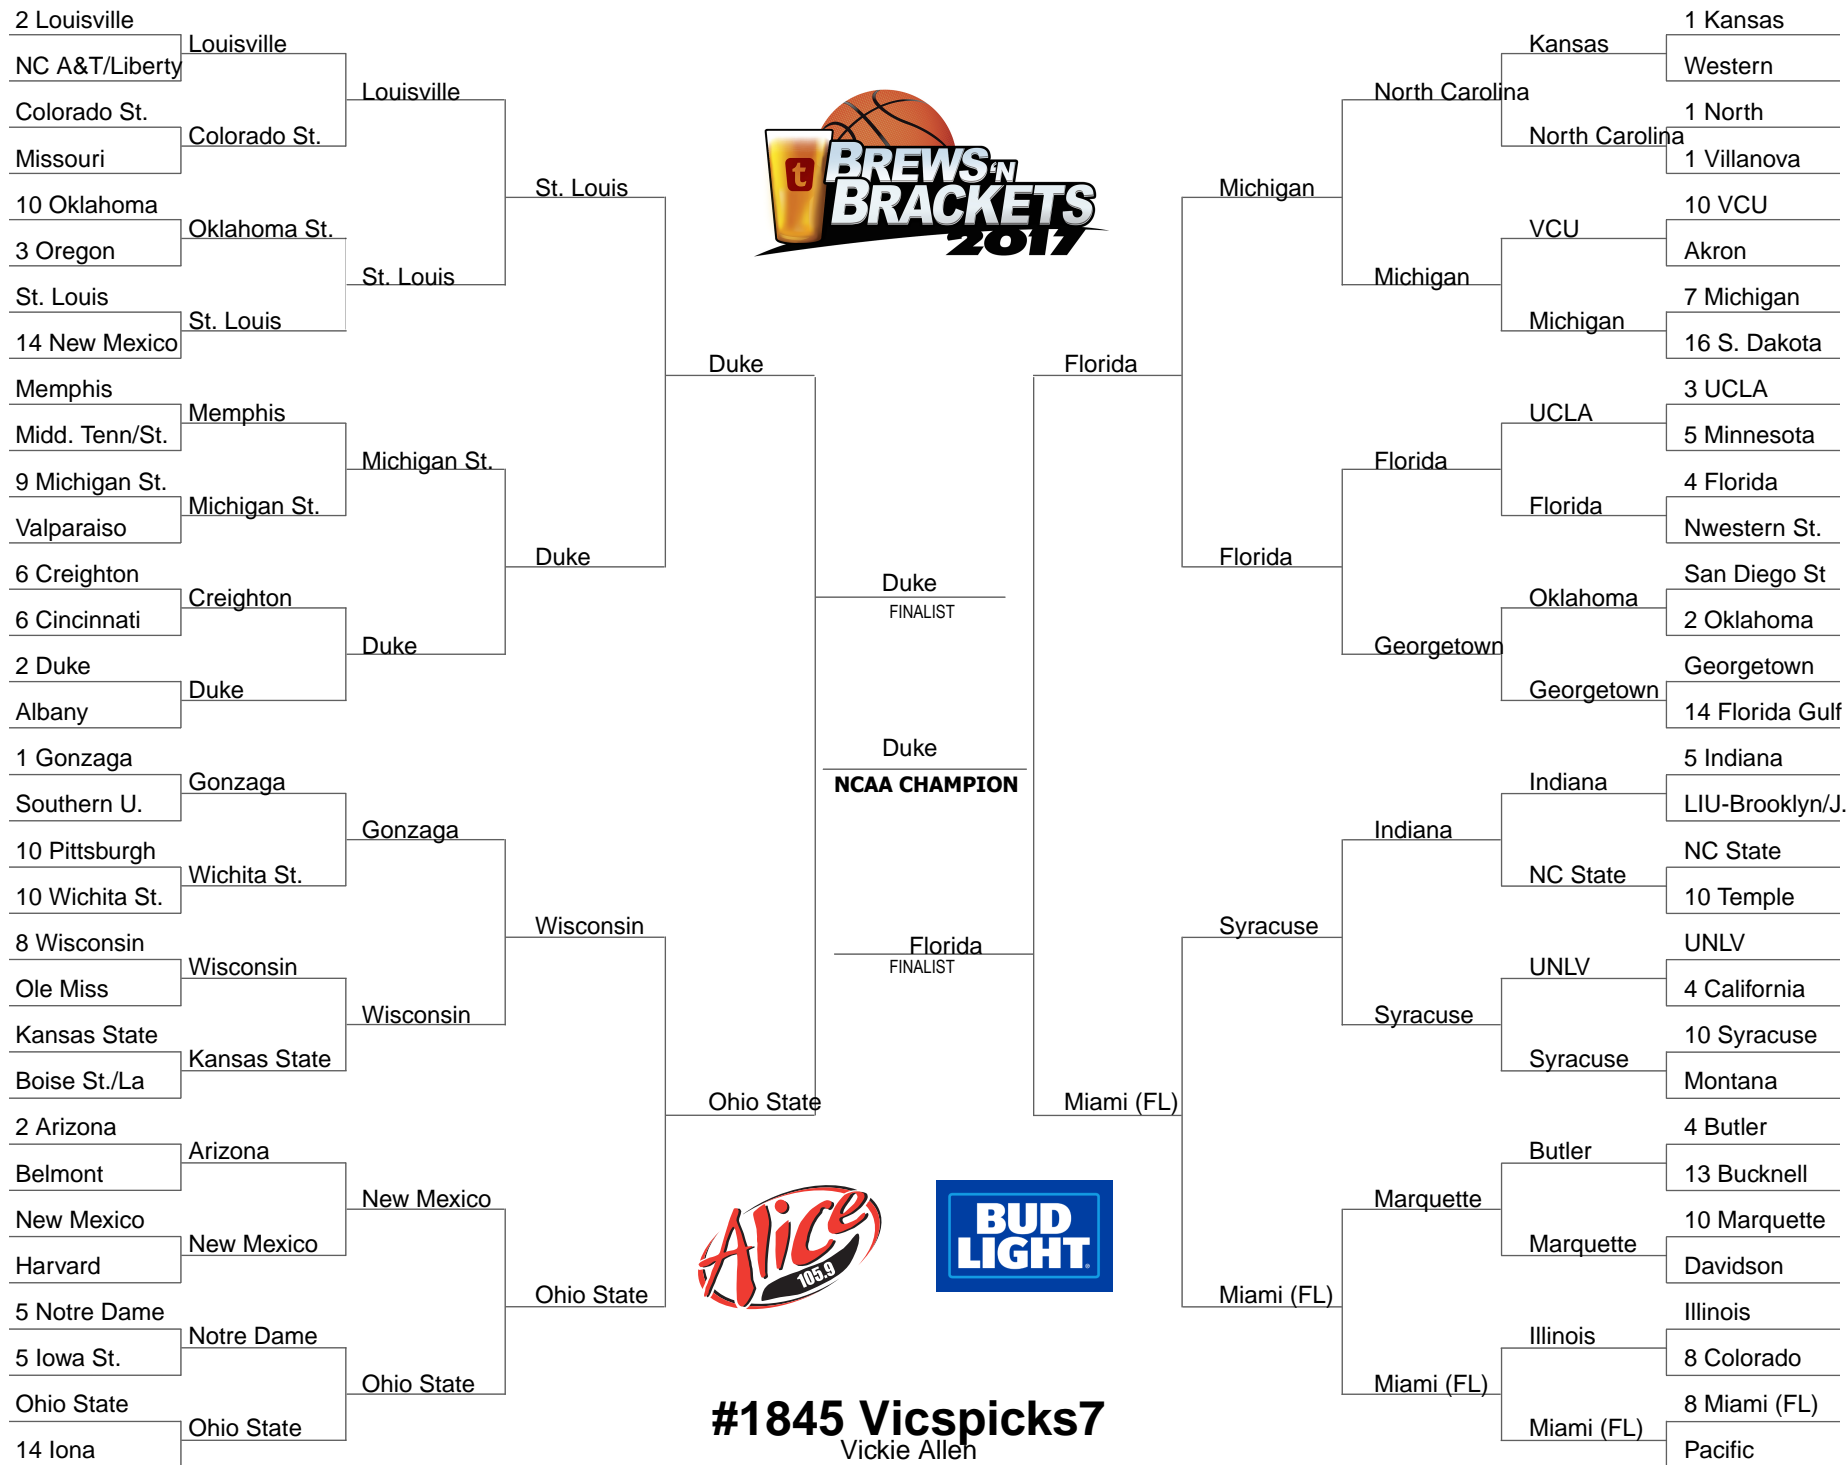 2 Louisville
NC A&T/Liberty
Colorado St.
Missouri
10 Oklahoma
3 Oregon
St. Louis
14 New Mexico
Memphis
Midd. Tenn/St.
9 Michigan St.
Valparaiso
6 Creighton
6 Cincinnati
2 Duke
Albany
1 Gonzaga
Southern U.
10 Pittsburgh
10 Wichita St.
8 Wisconsin
Ole Miss
Kansas State
Boise St./La
2 Arizona
Belmont
New Mexico
Harvard
5 Notre Dame
5 Iowa St.
Ohio State
14 Iona
Louisville
Colorado St.
Oklahoma St.
St. Louis
Memphis
Michigan St.
Creighton
Duke
Gonzaga
Wichita St.
Wisconsin
Kansas State
Arizona
New Mexico
Notre Dame
Ohio State
Louisville
St. Louis
Michigan St.
Duke
Gonzaga
Wisconsin
New Mexico
Ohio State
St. Louis
Duke
Wisconsin
Ohio State
Duke
Ohio State
t
BREWS 'N
BRACKETS
2017
Duke
FINALIST
Duke
NCAA CHAMPION
Florida
FINALIST
Alice
105.9
BUD
LIGHT
#1845 Vicspicks7
Vickie Allen
Florida
Miami (FL)
Michigan
Florida
Syracuse
Miami (FL)
North Carolina
Michigan
Florida
Georgetown
Indiana
Syracuse
Marquette
Miami (FL)
Kansas
North Carolina
VCU
Michigan
UCLA
Florida
Oklahoma
Georgetown
Indiana
NC State
UNLV
Syracuse
Butler
Marquette
Illinois
Miami (FL)
1 Kansas
Western
1 North
1 Villanova
10 VCU
Akron
7 Michigan
16 S. Dakota
3 UCLA
5 Minnesota
4 Florida
Nwestern St.
San Diego St
2 Oklahoma
Georgetown
14 Florida Gulf
5 Indiana
LIU-Brooklyn/J.
NC State
10 Temple
UNLV
4 California
10 Syracuse
Montana
4 Butler
13 Bucknell
10 Marquette
Davidson
Illinois
8 Colorado
8 Miami (FL)
Pacific